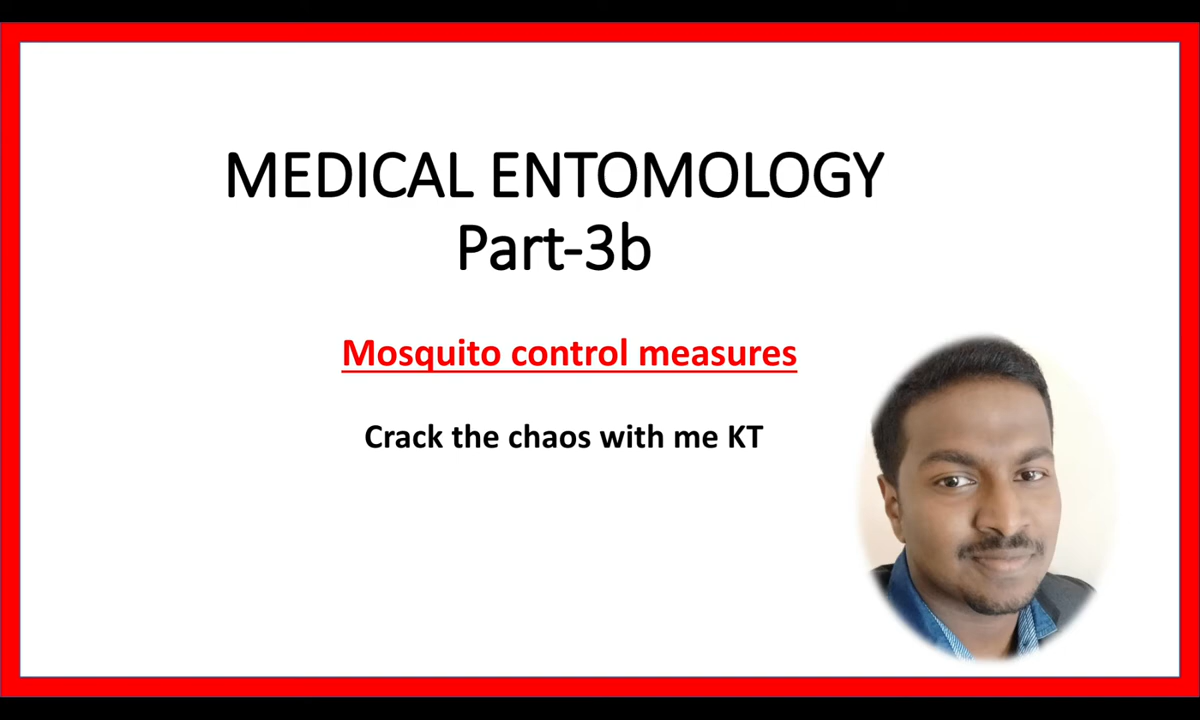 MEDICAL ENTOMOLOGY
Part-3b
Mosquito control measures
Crack the chaos with me KT